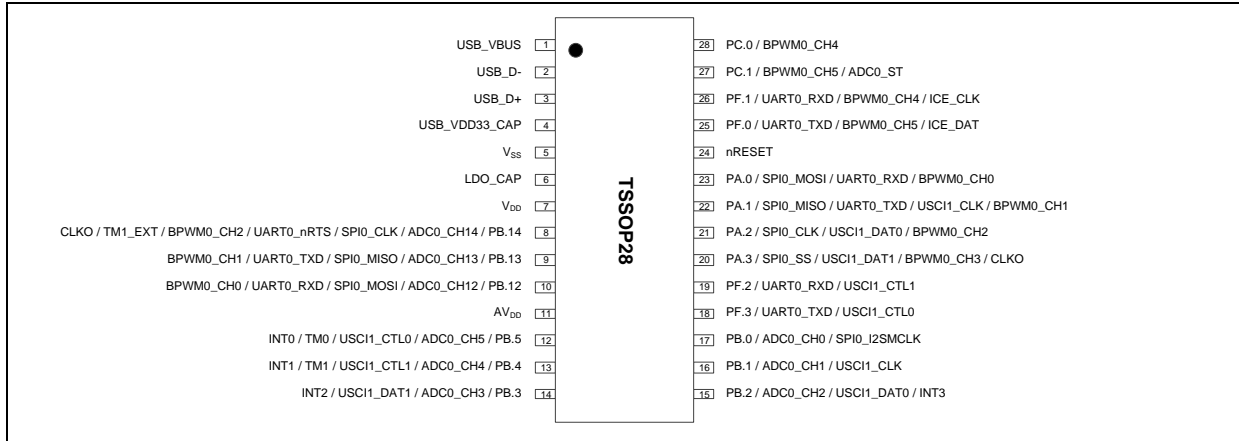 USB_VBUS 1
USB_D- 2
USB_D+ 3
USB_VDD33_CAP 4
VSS 5
LDO_CAP 6
VDD 7
CLKO / TM1_EXT / BPWM0_CH2 / UART0_nRTS / SPI0_CLK / ADC0_CH14 / PB.14 8
BPWM0_CH1 / UART0_TXD / SPI0_MISO / ADC0_CH13 / PB.13 9
BPWM0_CH0 / UART0_RXD / SPI0_MOSI / ADC0_CH12 / PB.12 10
AVDD 11
INT0 / TM0 / USCI1_CTL0 / ADC0_CH5 / PB.5 12
INT1 / TM1 / USCI1_CTL1 / ADC0_CH4 / PB.4 13
INT2 / USCI1_DAT1 / ADC0_CH3 / PB.3 14
TSSOP28
28 PC.0 / BPWM0_CH4
27 PC.1 / BPWM0_CH5 / ADC0_ST
26 PF.1 / UART0_RXD / BPWM0_CH4 / ICE_CLK
25 PF.0 / UART0_TXD / BPWM0_CH5 / ICE_DAT
24 nRESET
23 PA.0 / SPI0_MOSI / UART0_RXD / BPWM0_CH0
22 PA.1 / SPI0_MISO / UART0_TXD / USCI1_CLK / BPWM0_CH1
21 PA.2 / SPI0_CLK / USCI1_DAT0 / BPWM0_CH2
20 PA.3 / SPI0_SS / USCI1_DAT1 / BPWM0_CH3 / CLKO
19 PF.2 / UART0_RXD / USCI1_CTL1
18 PF.3 / UART0_TXD / USCI1_CTL0
17 PB.0 / ADC0_CH0 / SPI0_I2SMCLK
16 PB.1 / ADC0_CH1 / USCI1_CLK
15 PB.2 / ADC0_CH2 / USCI1_DAT0 / INT3